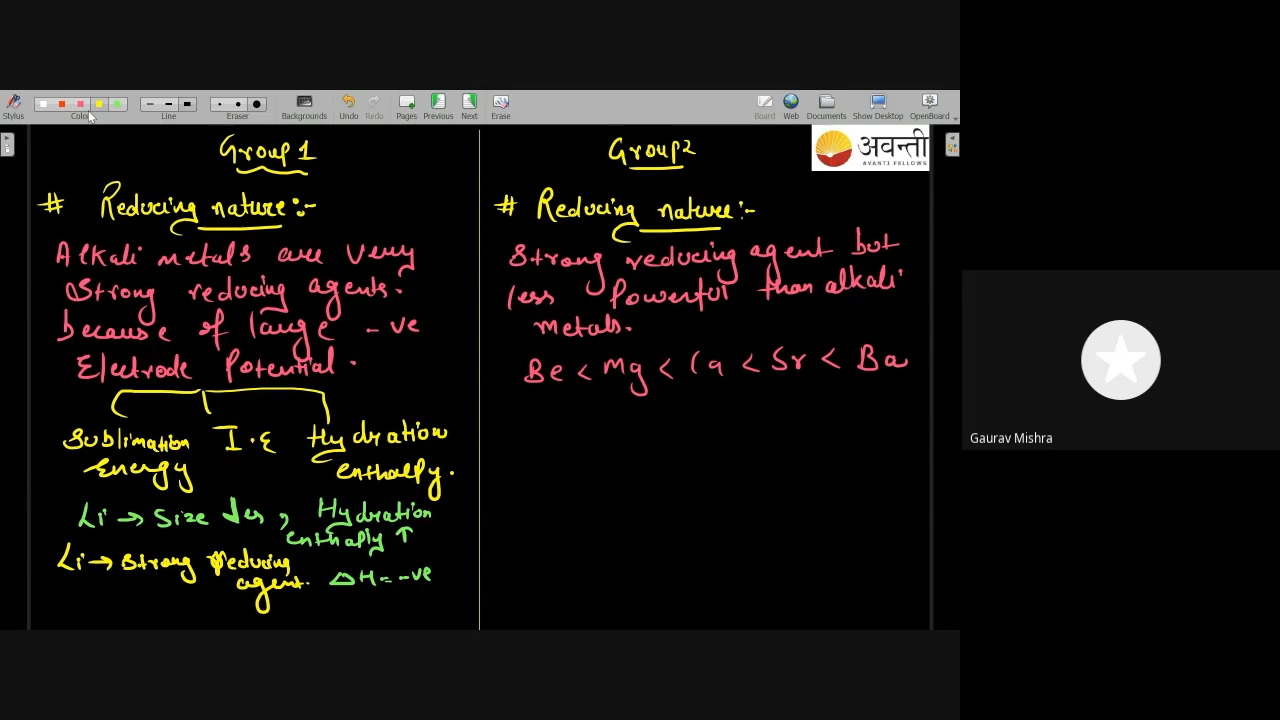 Stylus
Color
Line
Eraser
Backgrounds
Undo
Redo
Pages
Previous
Next
Erase
Board
Web
Documents
Show Desktop
OpenBoard
Group 1
# Reducing nature :-
Alkali metals are very
Strong reducing agents.
because of large -ve
Electrode Potential.
Sublimation Energy
I.E
Hydration enthalpy.
Li → Size ↓es, Hydration
enthalpy ↑
Li → Strong reducing
agent. ΔH = -ve
Group 2
अवन्ती
AVANTI FELLOWS
# Reducing nature :-
Strong reducing agent but
less Powerful than alkali
metals.
Be < Mg < Ca < Sr < Ba
Gaurav Mishra